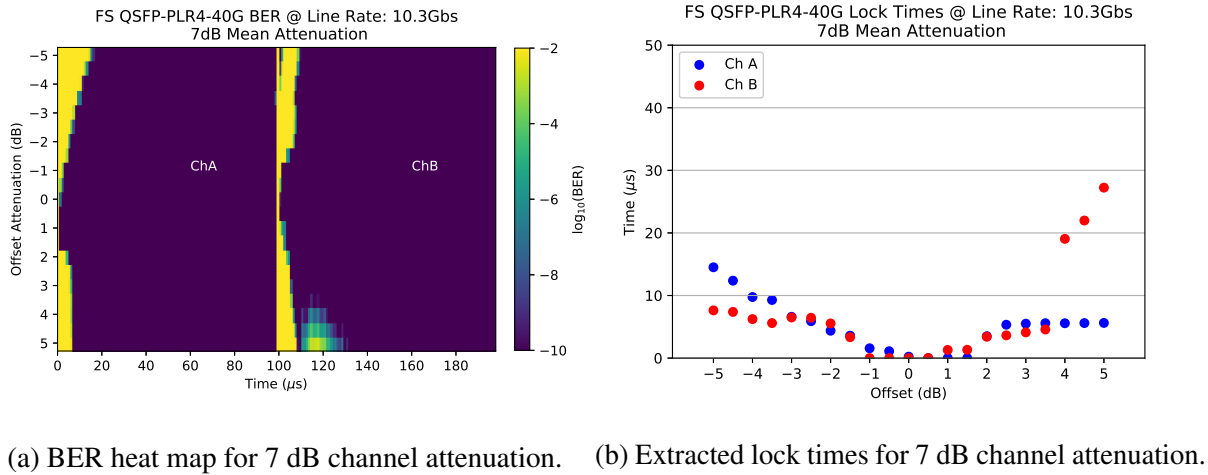 FS QSFP-PLR4-40G BER @ Line Rate: 10.3Gbs
7dB Mean Attenuation
Offset Attenuation (dB)
−5
−4
−3
−2
−1
0
1
2
3
4
5
ChA
ChB
0 20 40 60 80 100 120 140 160 180
Time (μs)
−2
−4
−6
−8
−10
log10(BER)
FS QSFP-PLR4-40G Lock Times @ Line Rate: 10.3Gbs
7dB Mean Attenuation
Ch A
Ch B
Time (μs)
50
40
30
20
10
0
−5 −4 −3 −2 −1 0 1 2 3 4 5
Offset (dB)
(a) BER heat map for 7 dB channel attenuation.
(b) Extracted lock times for 7 dB channel attenuation.